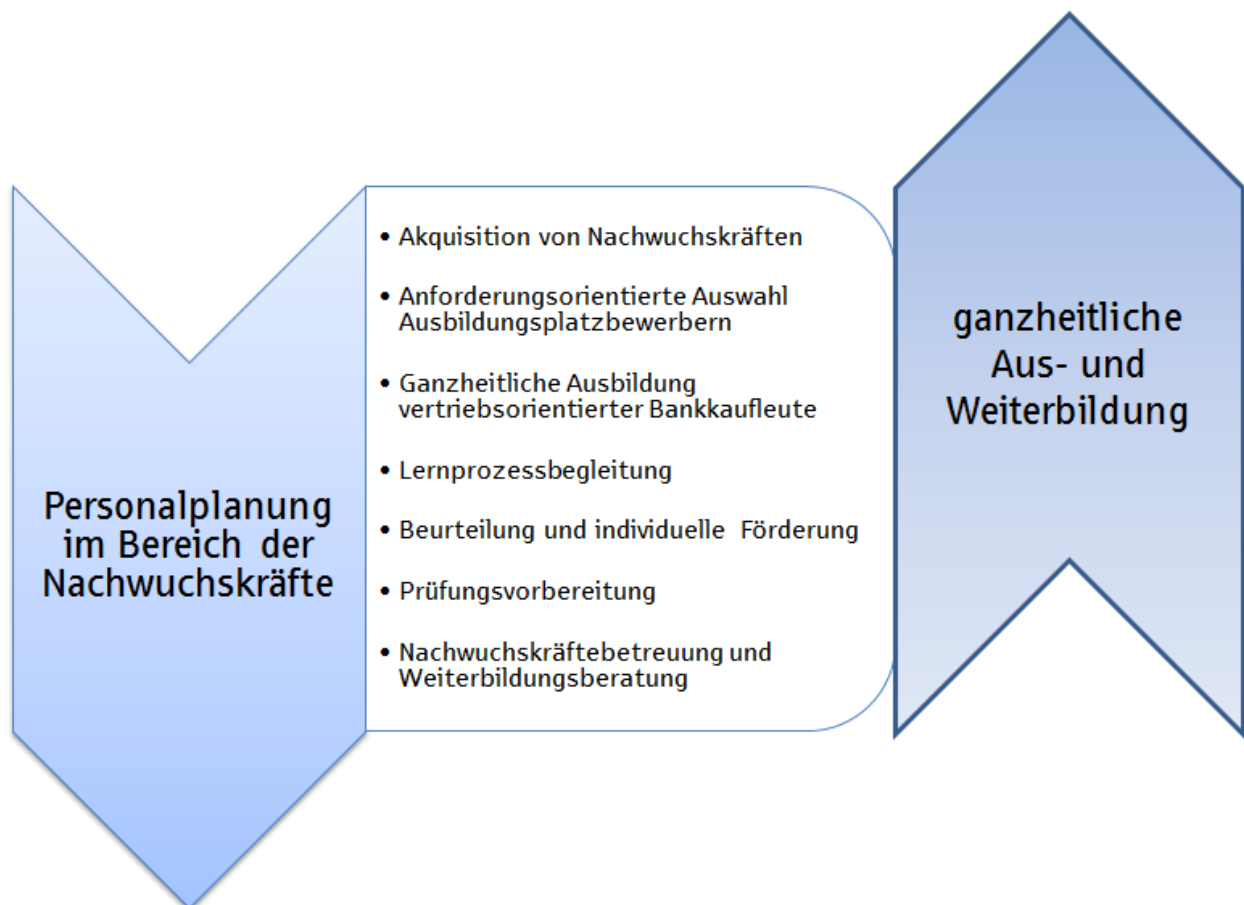 Personalplanung
im Bereich der
Nachwuchskräfte
• Akquisition von Nachwuchskräften
• Anforderungsorientierte Auswahl
Ausbildungsplatzbewerbern
• Ganzheitliche Ausbildung
vertriebsorientierter Bankkaufleute
• Lernprozessbegleitung
• Beurteilung und individuelle Förderung
• Prüfungsvorbereitung
• Nachwuchskräftebetreuung und
Weiterbildungsberatung
ganzheitliche
Aus- und
Weiterbildung